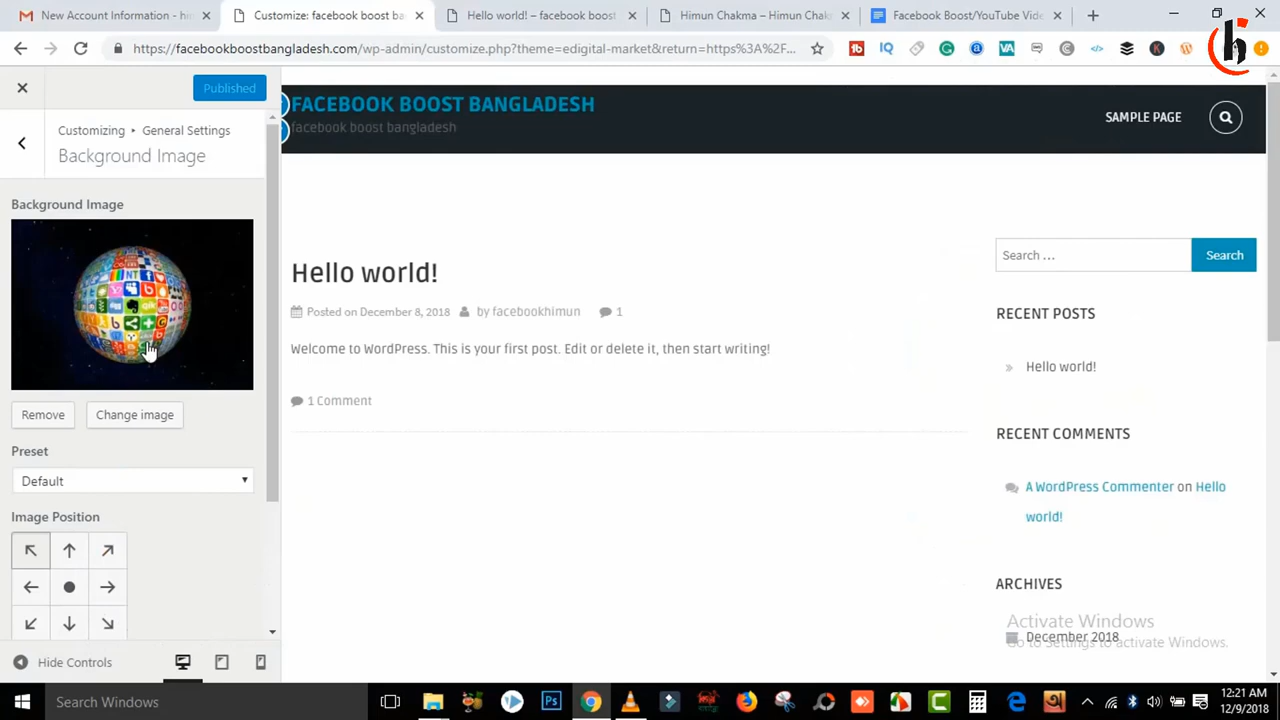 New Account Information - hi
Customize: facebook boost ba
Hello world! – facebook boost
Himun Chakma – Himun Chak
Facebook Boost/YouTube Vid
https://facebookboostbangladesh.com/wp-admin/customize.php?theme=edigital-market&return=https%3A%2F...
Published
Customizing ▸ General Settings
Background Image
Background Image
Remove
Change image
Preset
Default
Image Position
Hide Controls
FACEBOOK BOOST BANGLADESH
facebook boost bangladesh
SAMPLE PAGE
Hello world!
Posted on December 8, 2018 by facebookhimun 1
Welcome to WordPress. This is your first post. Edit or delete it, then start writing!
1 Comment
Search …
Search
RECENT POSTS
» Hello world!
RECENT COMMENTS
A WordPress Commenter on Hello
world!
ARCHIVES
December 2018
Activate Windows
Go to Settings to activate Windows.
Search Windows
12:21 AM
12/9/2018